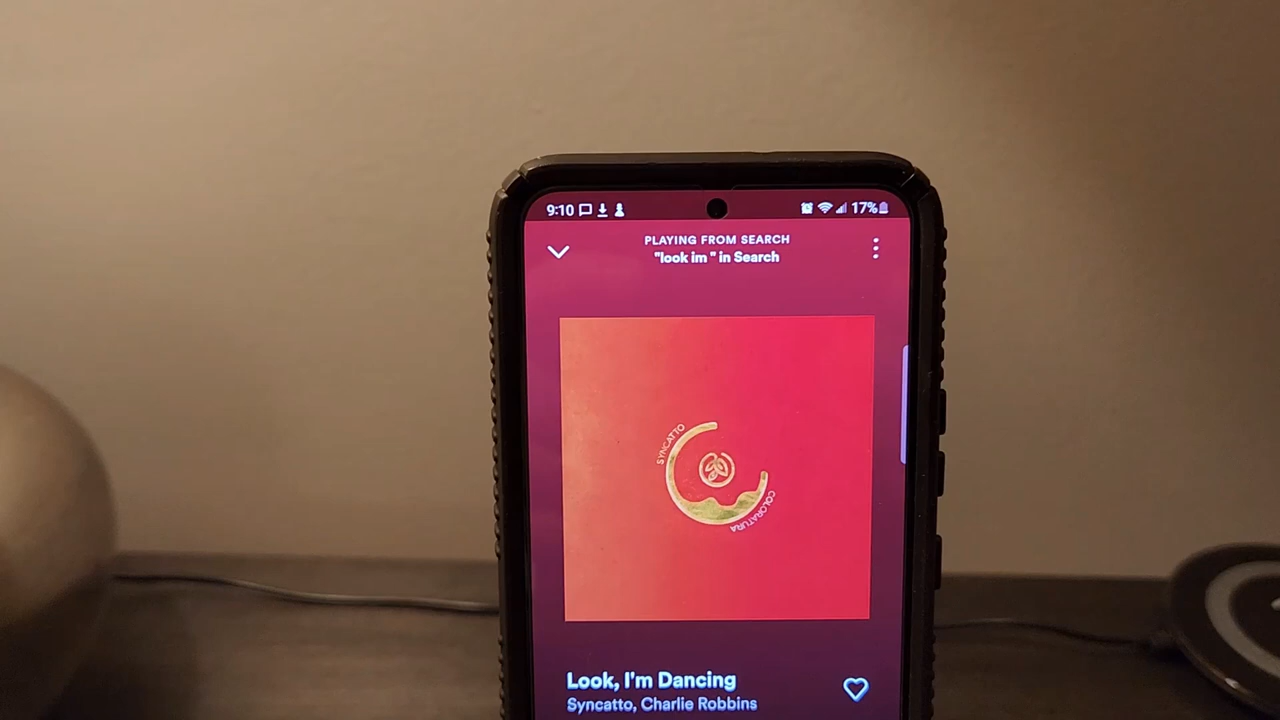 9:10 17%
PLAYING FROM SEARCH
"look im " in Search
SYNCATTO
COLORATURA
Look, I'm Dancing
Syncatto, Charlie Robbins